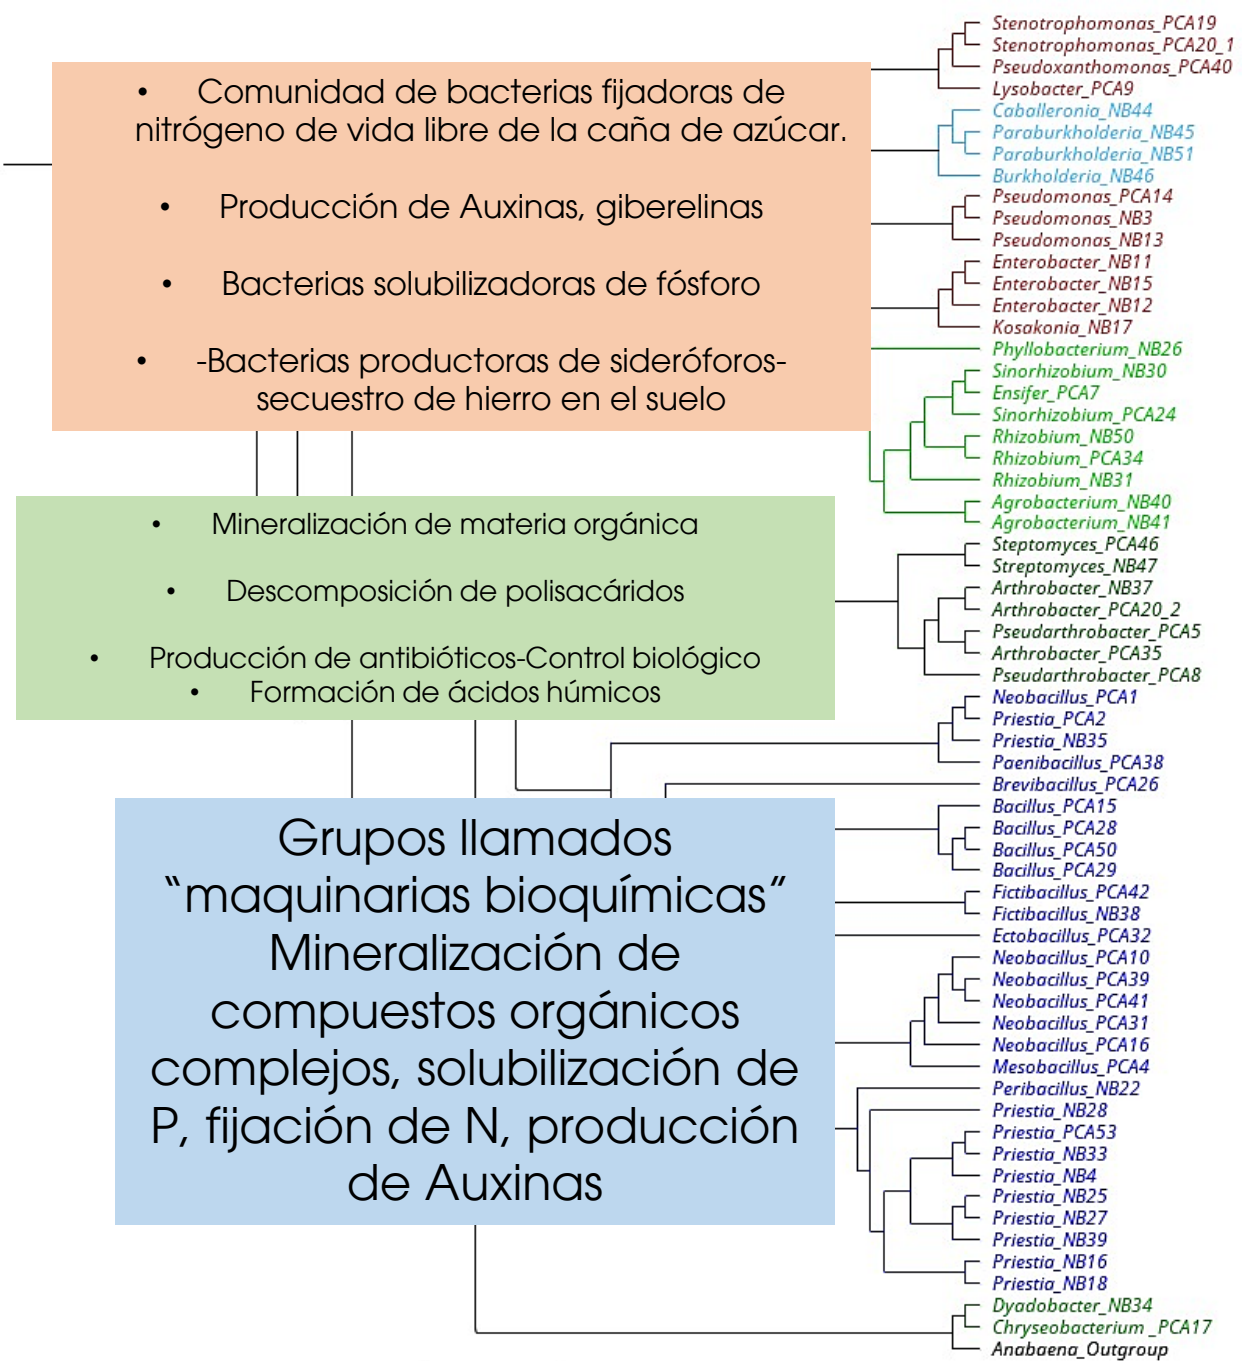 • Comunidad de bacterias fijadoras de
nitrógeno de vida libre de la caña de azúcar.
• Producción de Auxinas, giberelinas
• Bacterias solubilizadoras de fósforo
• -Bacterias productoras de sideróforos-
secuestro de hierro en el suelo
• Mineralización de materia orgánica
• Descomposición de polisacáridos
• Producción de antibióticos-Control biológico
• Formación de ácidos húmicos
Grupos llamados
“maquinarias bioquímicas”
Mineralización de
compuestos orgánicos
complejos, solubilización de
P, fijación de N, producción
de Auxinas
Stenotrophomonas_PCA19
Stenotrophomonas_PCA20_1
Pseudoxanthomonas_PCA40
Lysobacter_PCA9
Caballeronia_NB44
Paraburkholderia_NB45
Paraburkholderia_NB51
Burkholderia_NB46
Pseudomonas_PCA14
Pseudomonas_NB3
Pseudomonas_NB13
Enterobacter_NB11
Enterobacter_NB15
Enterobacter_NB12
Kosakonia_NB17
Phyllobacterium_NB26
Sinorhizobium_NB30
Ensifer_PCA7
Sinorhizobium_PCA24
Rhizobium_NB50
Rhizobium_PCA34
Rhizobium_NB31
Agrobacterium_NB40
Agrobacterium_NB41
Steptomyces_PCA46
Streptomyces_NB47
Arthrobacter_NB37
Arthrobacter_PCA20_2
Pseudarthrobacter_PCA5
Arthrobacter_PCA35
Pseudarthrobacter_PCA8
Neobacillus_PCA1
Priestia_PCA2
Priestia_NB35
Paenibacillus_PCA38
Brevibacillus_PCA26
Bacillus_PCA15
Bacillus_PCA28
Bacillus_PCA50
Bacillus_PCA29
Fictibacillus_PCA42
Fictibacillus_NB38
Ectobacillus_PCA32
Neobacillus_PCA10
Neobacillus_PCA39
Neobacillus_PCA41
Neobacillus_PCA31
Neobacillus_PCA16
Mesobacillus_PCA4
Peribacillus_NB22
Priestia_NB28
Priestia_PCA53
Priestia_NB33
Priestia_NB4
Priestia_NB25
Priestia_NB27
Priestia_NB39
Priestia_NB16
Priestia_NB18
Dyadobacter_NB34
Chryseobacterium _PCA17
Anabaena_Outgroup